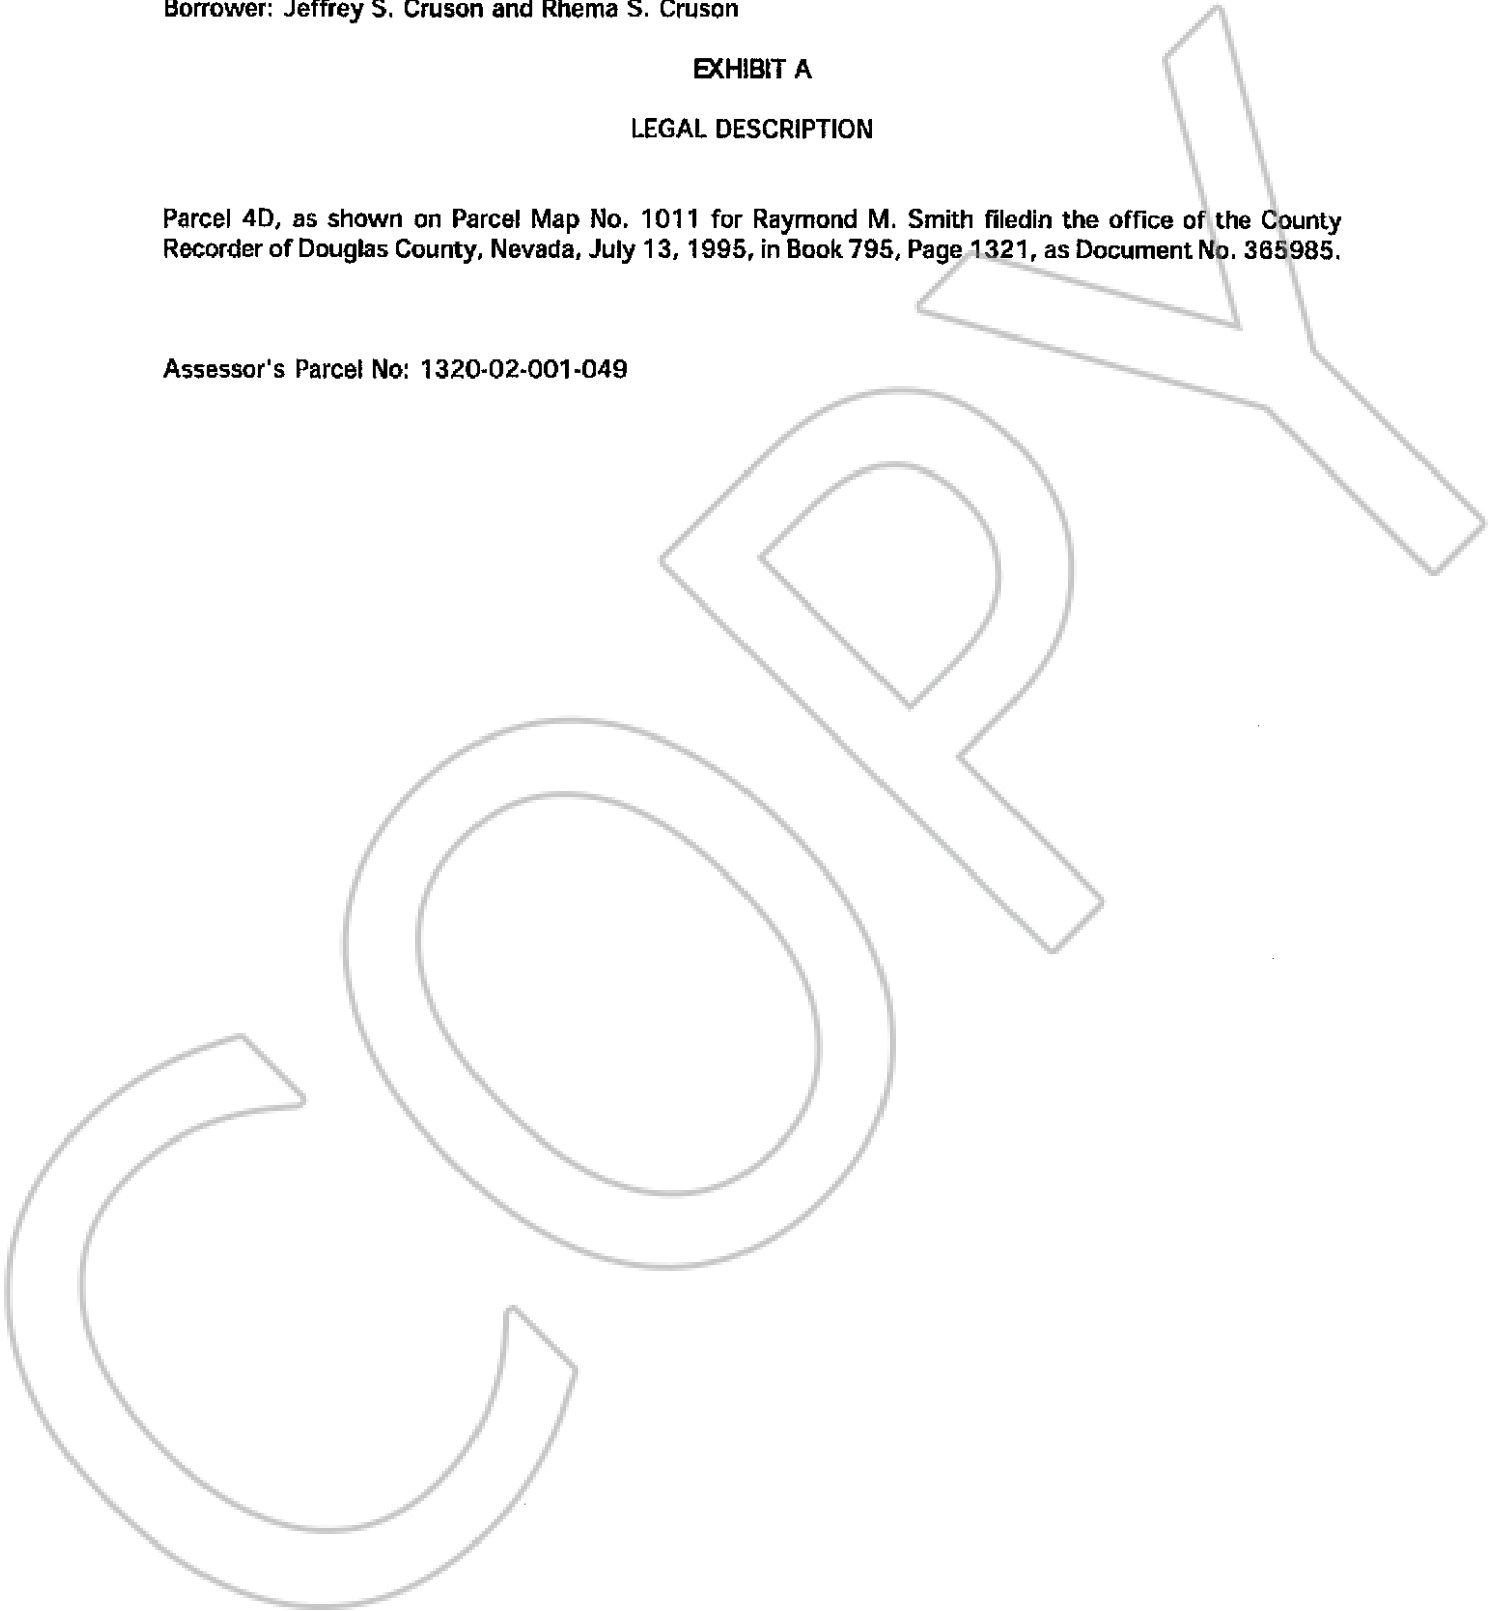 Borrower: Jeffrey S. Cruson and Rhema S. Cruson
EXHIBIT A
LEGAL DESCRIPTION
Parcel 4D, as shown on Parcel Map No. 1011 for Raymond M. Smith filedin the office of the County
Recorder of Douglas County, Nevada, July 13, 1995, in Book 795, Page 1321, as Document No. 365985.
Assessor's Parcel No: 1320-02-001-049
COPY